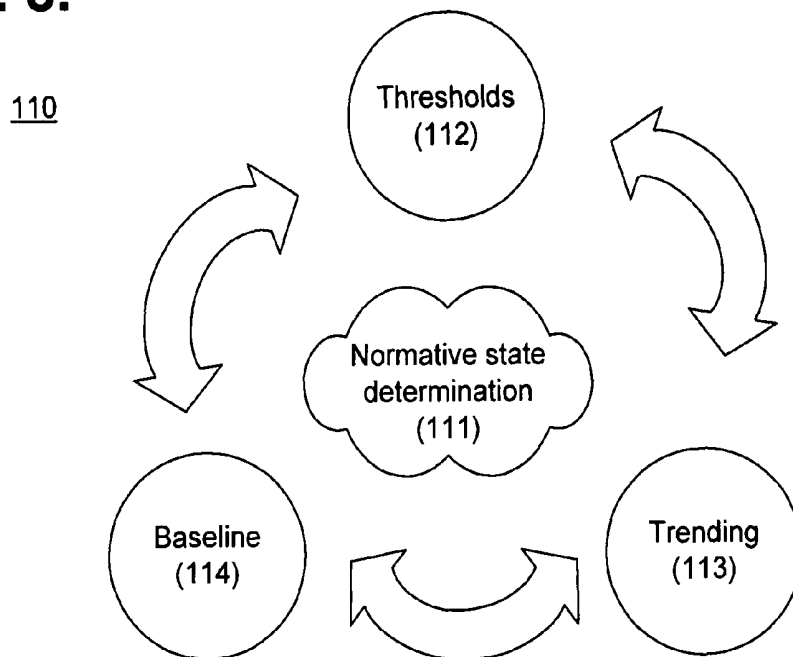 110
Thresholds
(112)
Normative state
determination
(111)
Baseline
(114)
Trending
(113)